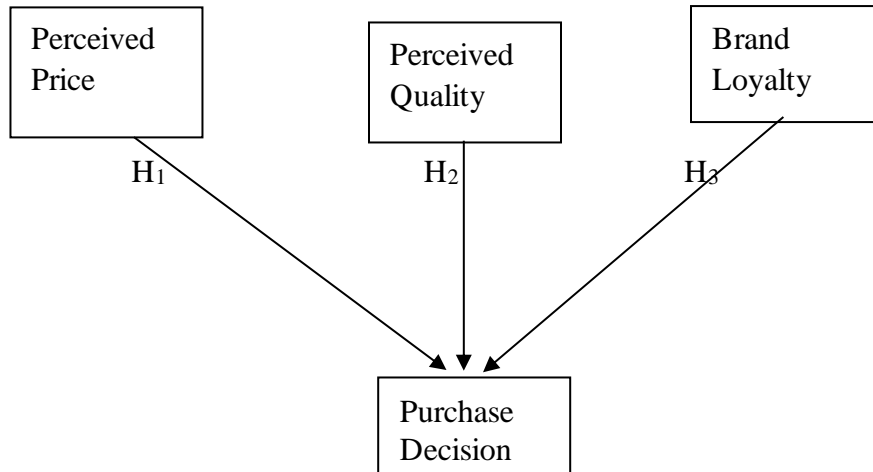 Perceived
Price
Perceived
Quality
Brand
Loyalty
H₁
H₂
H₃
Purchase
Decision